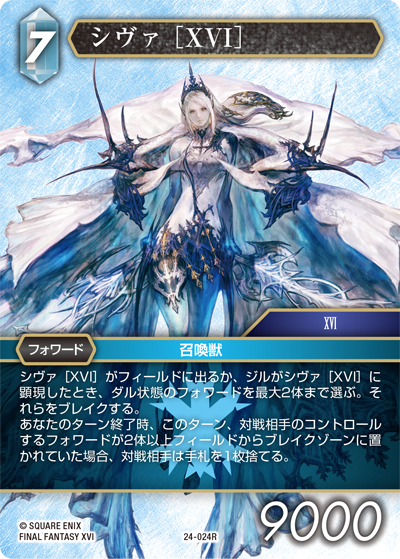 7
シヴァ［XVI］
XVI
フォワード
召喚獣
シヴァ［XVI］がフィールドに出るか、ジルがシヴァ［XVI］に
顕現したとき、ダル状態のフォワードを最大2体まで選ぶ。そ
れらをブレイクする。
あなたのターン終了時、このターン、対戦相手のコントロール
するフォワードが2体以上フィールドからブレイクゾーンに置
かれていた場合、対戦相手は手札を1枚捨てる。
© SQUARE ENIX
FINAL FANTASY XVI
24-024R
9000